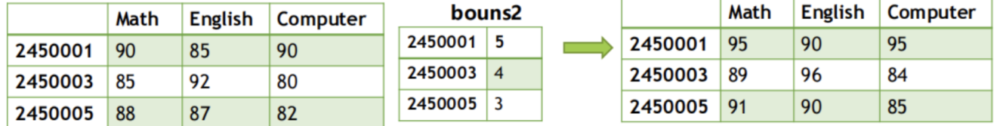 Math English Computer
2450001 90 85 90
2450003 85 92 80
2450005 88 87 82
bouns2
2450001 5
2450003 4
2450005 3
Math English Computer
2450001 95 90 95
2450003 89 96 84
2450005 91 90 85